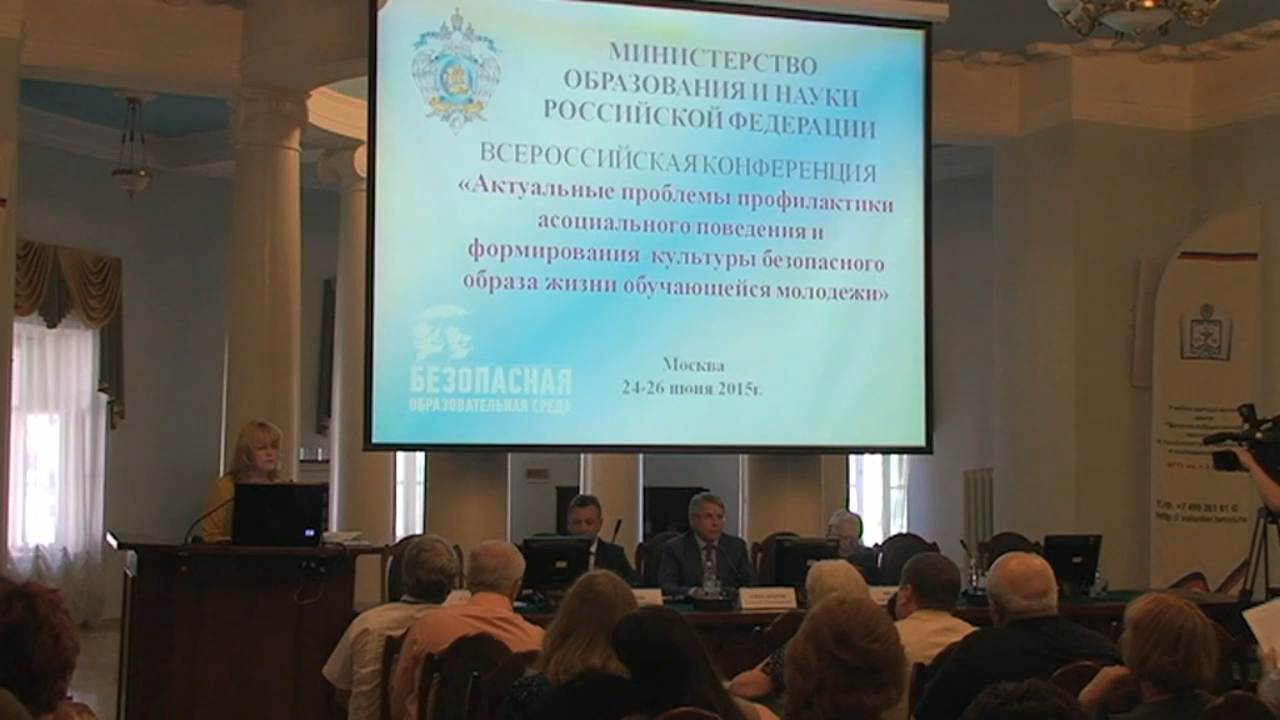 МИНИСТЕРСТВО
ОБРАЗОВАНИЯ И НАУКИ
РОССИЙСКОЙ ФЕДЕРАЦИИ
ВСЕРОССИЙСКАЯ КОНФЕРЕНЦИЯ
«Актуальные проблемы профилактики
асоциального поведения и
формирования культуры безопасного
образа жизни обучающейся молодежи»
БЕЗОПАСНАЯ
ОБРАЗОВАТЕЛЬНАЯ СРЕДА
Москва
24-26 июня 2015г.